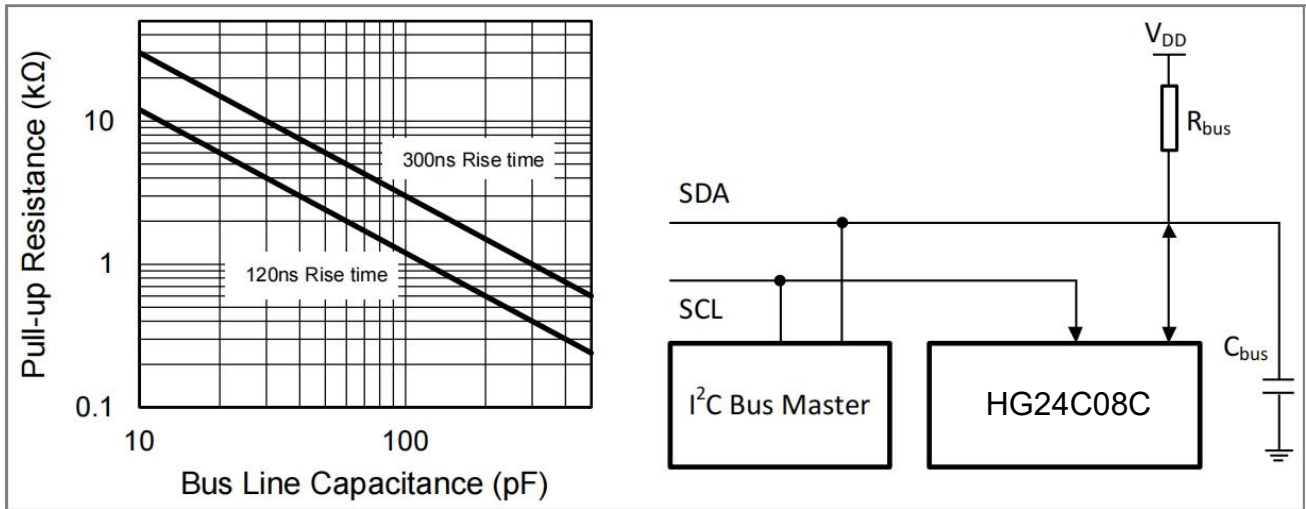 Pull-up Resistance (kΩ)
10
1
0.1
300ns Rise time
120ns Rise time
10
100
Bus Line Capacitance (pF)
VDD
Rbus
SDA
SCL
Cbus
I²C Bus Master
HG24C08C